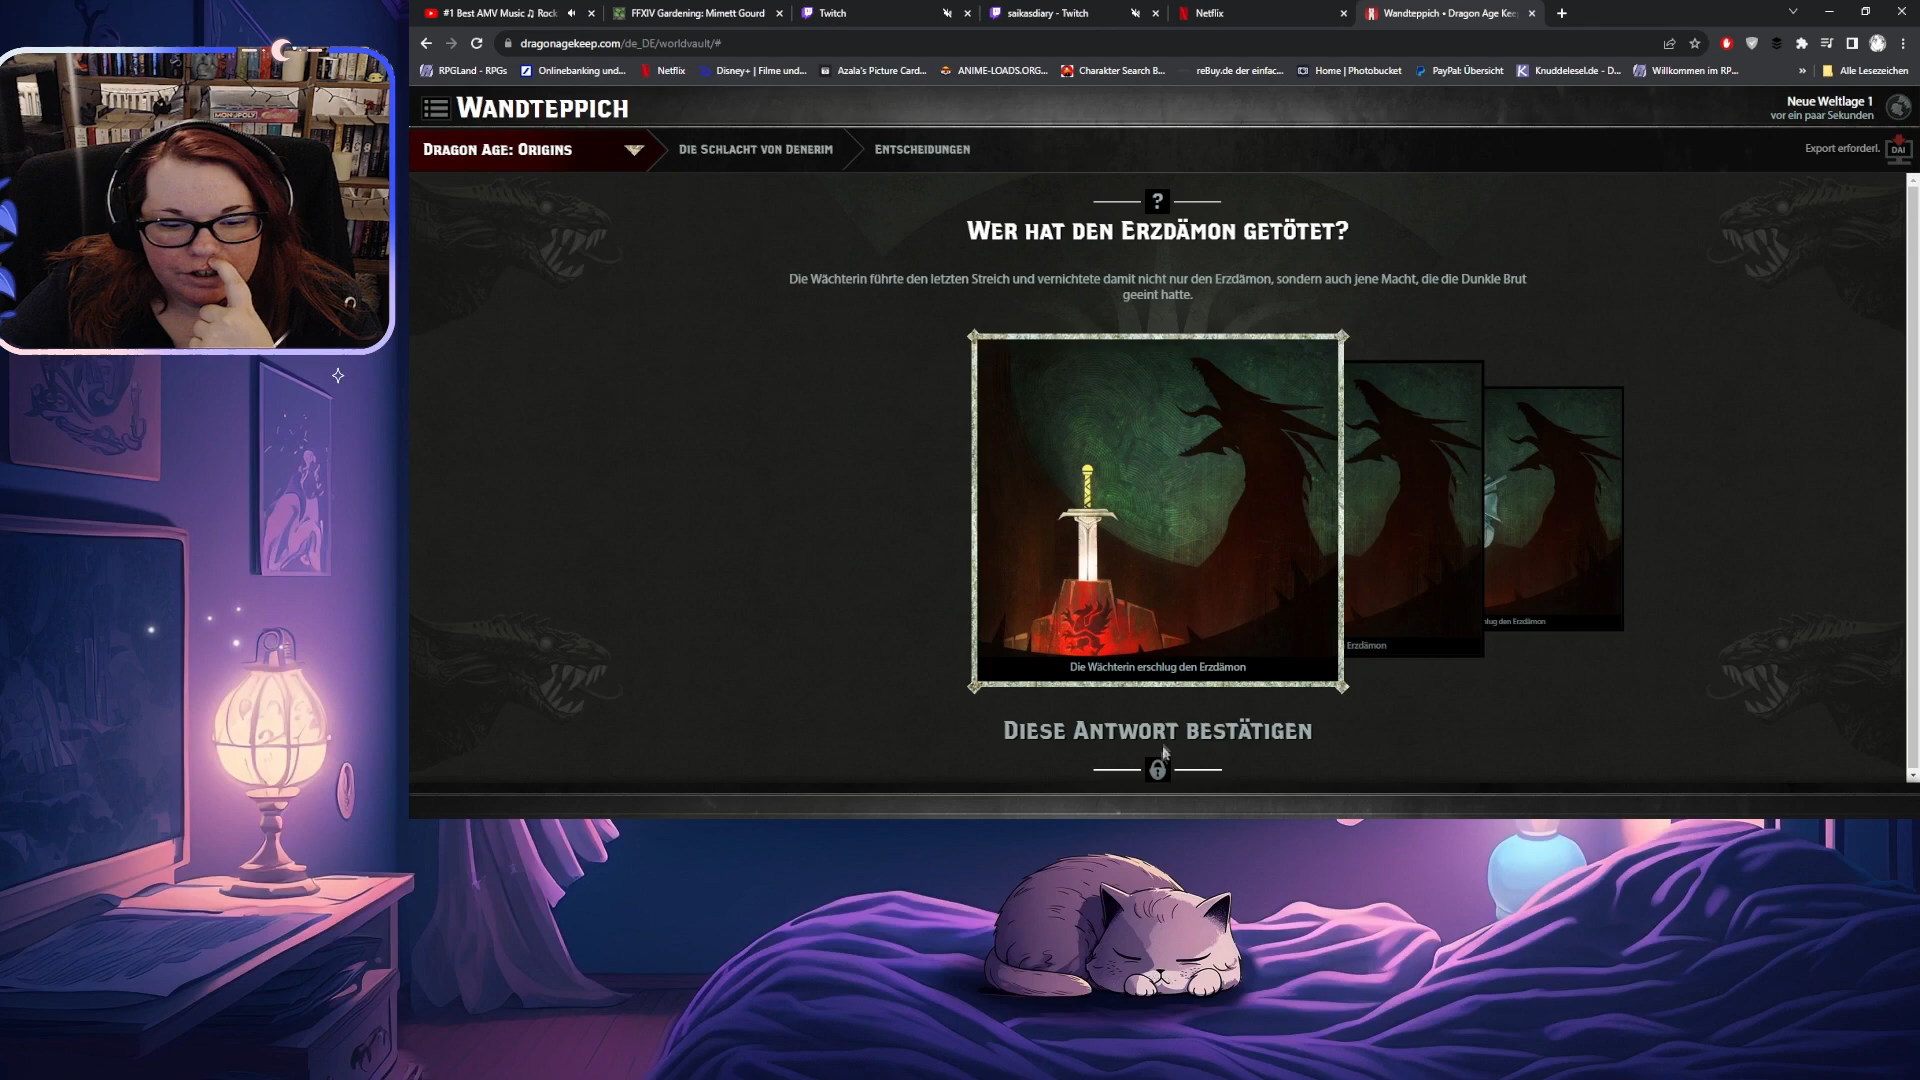 #1 Best AMV Music ♫ Rock
FFXIV Gardening: Mimett Gourd
Twitch
saikasdiary - Twitch
Netflix
Wandteppich • Dragon Age Kee
dragonagekeep.com/de_DE/worldvault/#
RPGLand - RPGs
Onlinebanking und...
Netflix
Disney+ | Filme und...
Azala's Picture Card...
ANIME-LOADS.ORG...
Charakter Search B...
reBuy.de der einfac...
Home | Photobucket
PayPal: Übersicht
Knuddelesel.de - D...
Willkommen im RP...
»
Alle Lesezeichen
WANDTEPPICH
Neue Weltlage 1
vor ein paar Sekunden
DRAGON AGE: ORIGINS
DIE SCHLACHT VON DENERIM
ENTSCHEIDUNGEN
Export erforderl.
DAI
?
WER HAT DEN ERZDÄMON GETÖTET?
Die Wächterin führte den letzten Streich und vernichtete damit nicht nur den Erzdämon, sondern auch jene Macht, die die Dunkle Brut
geeint hatte.
Die Wächterin erschlug den Erzdämon
Erzdämon
lug den Erzdämon
DIESE ANTWORT BESTÄTIGEN
MONOPOLY